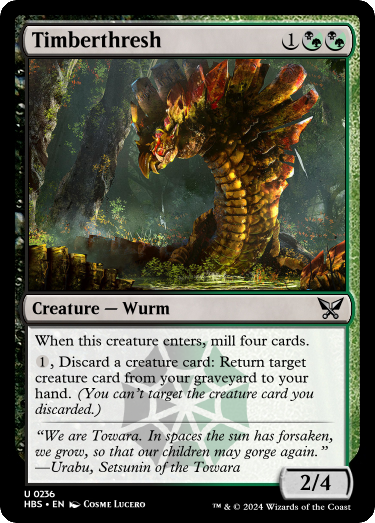 Timberthresh 1
Creature — Wurm
When this creature enters, mill four cards.
1, Discard a creature card: Return target
creature card from your graveyard to your
hand. (You can't target the creature card you
discarded.)
"We are Towara. In spaces the sun has forsaken,
we grow, so that our children may gorge again."
—Urabu, Setsunin of the Towara
2/4
U 0236
HBS • EN Cosme Lucero
™ & © 2024 Wizards of the Coast